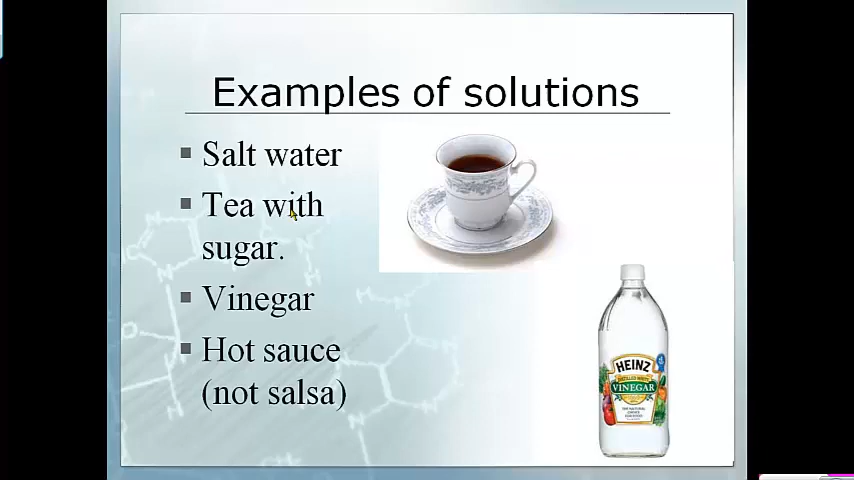 Examples of solutions
Salt water
Tea with
sugar.
Vinegar
Hot sauce
(not salsa)
HEINZ
VINEGAR